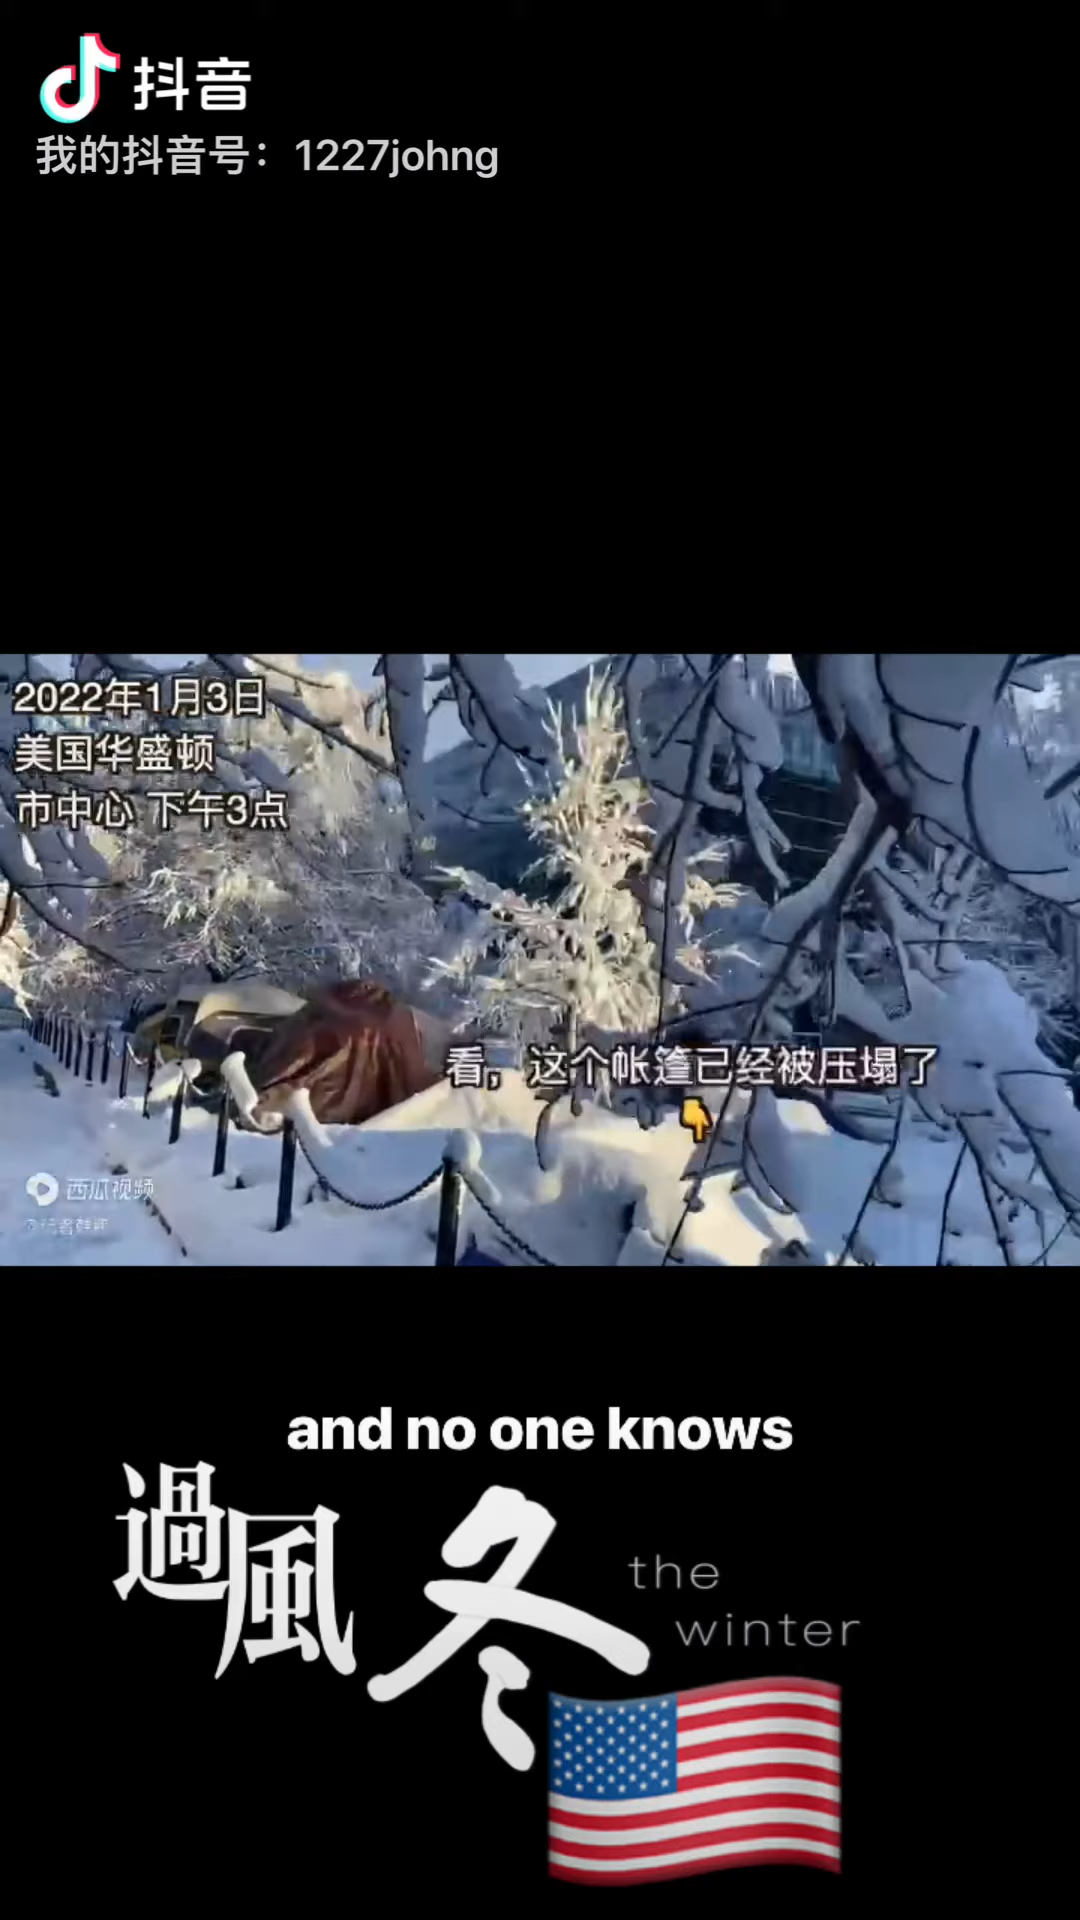 抖音
我的抖音号：1227johng
2022年1月3日
美国华盛顿
市中心 下午3点
看，这个帐篷已经被压塌了
西瓜视频
and no one knows
過風冬
the
winter